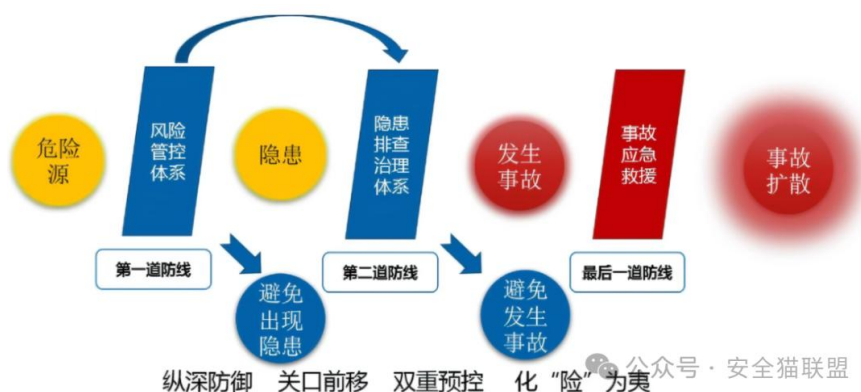 危险
源
风险
管控
体系
隐患
隐患
排查
治理
体系
发生
事故
事故
应急
救援
事故
扩散
第一道防线
第二道防线
最后一道防线
避免
出现
隐患
避免
发生
事故
纵深防御 关口前移 双重预控 化“险”为夷
公众号·安全猫联盟